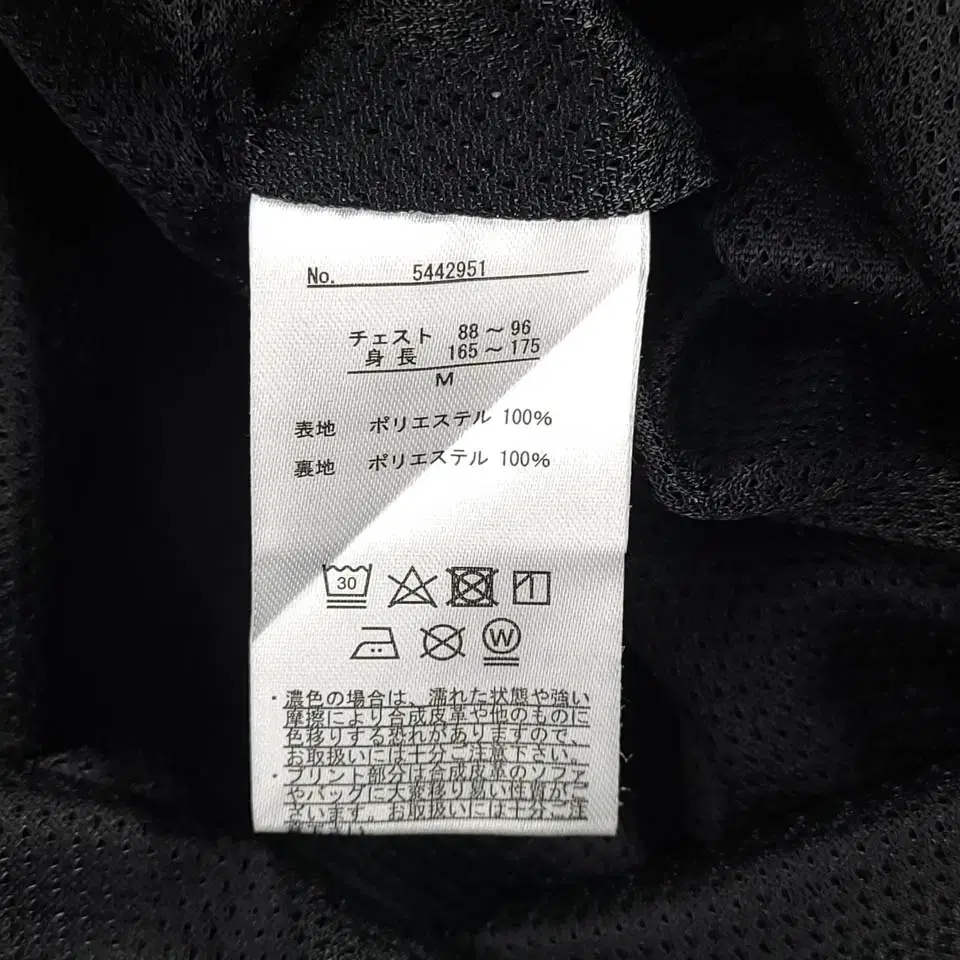 No. 5442951
チェスト 88～96
身長 165～175
M
表地 ポリエステル 100%
裏地 ポリエステル 100%
30
W
・濃色の場合は、濡れた状態や強い
摩擦により合成皮革や他のものに
色移りする恐れがありますので、
お取扱いには十分ご注意下さい。
・プリント部分は合成皮革のソファ
やバッグに大変移り易い性質がご
ざいます。お取扱いには十分ご注